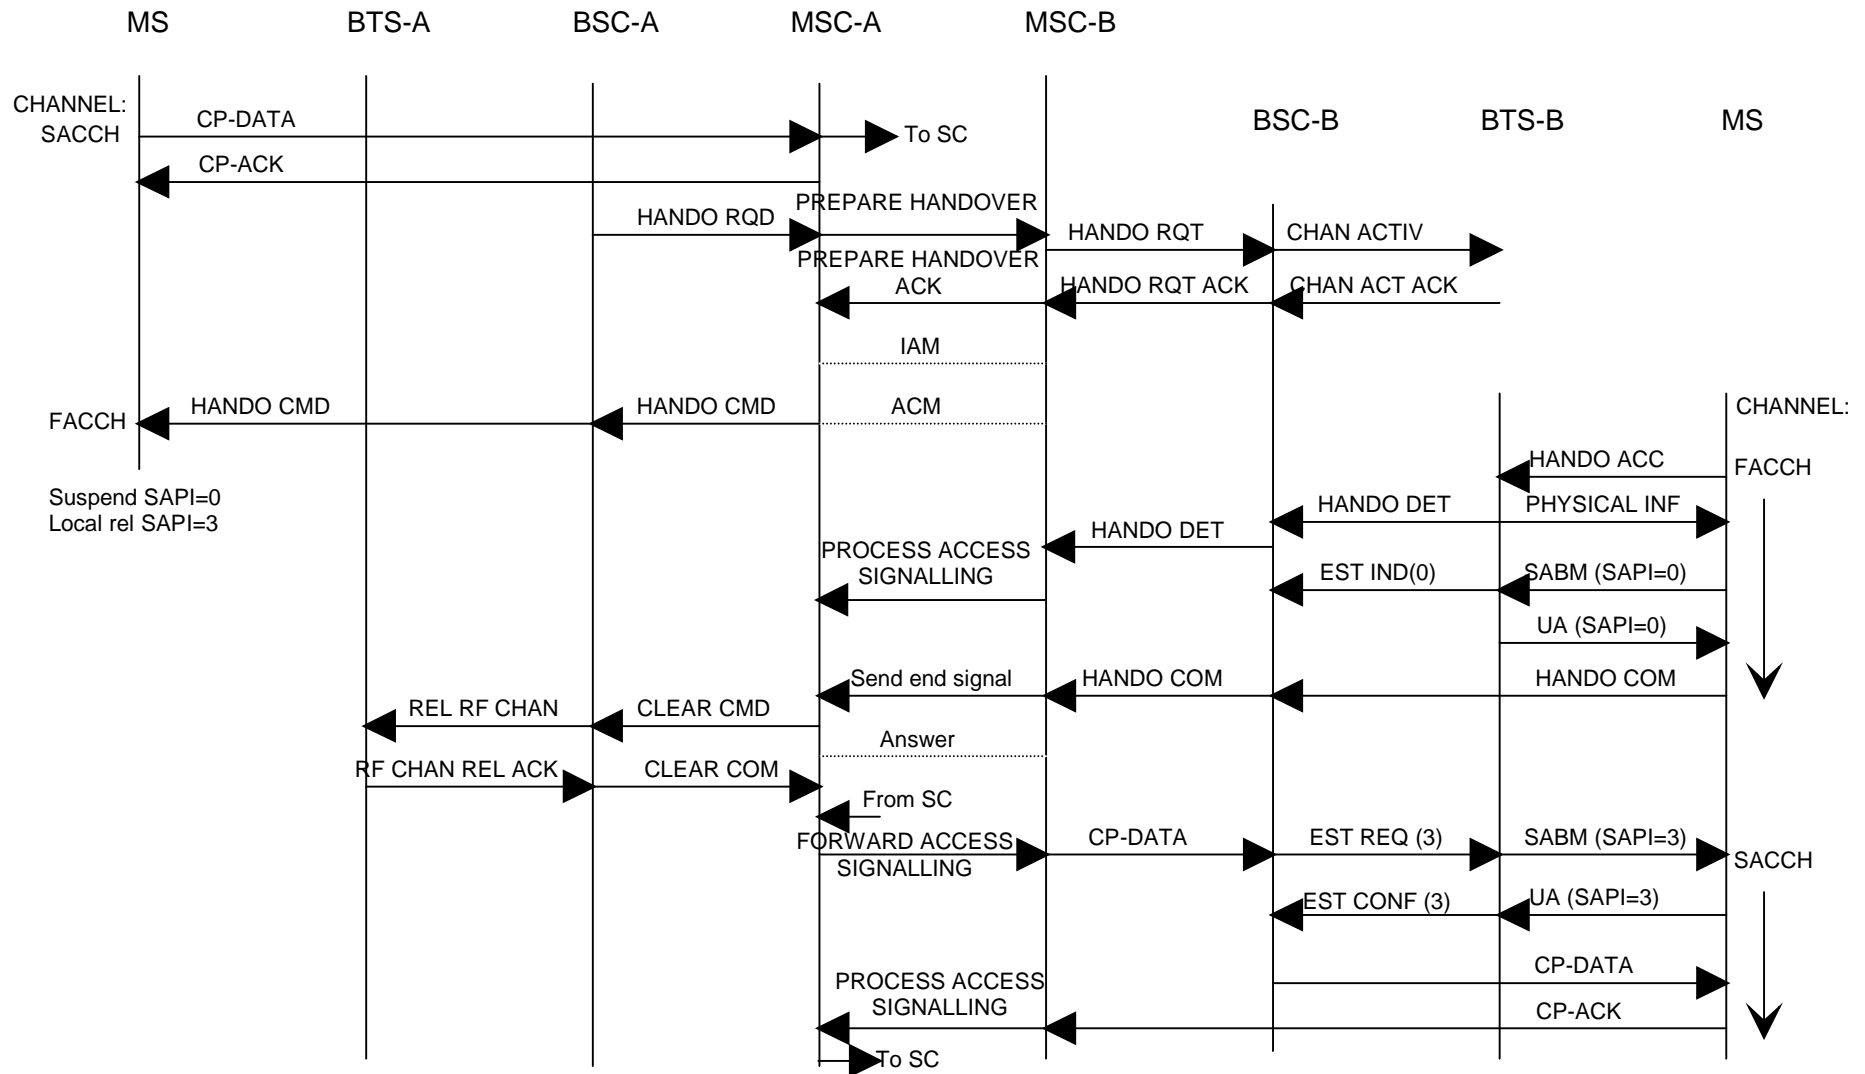 MS BTS-A BSC-A MSC-A MSC-B
BSC-B BTS-B MS
CHANNEL:
SACCH CP-DATA To SC
CP-ACK
PREPARE HANDOVER
HANDO RQD HANDO RQT CHAN ACTIV
PREPARE HANDOVER
ACK HANDO RQT ACK CHAN ACT ACK
IAM
HANDO CMD HANDO CMD ACM CHANNEL:
FACCH
HANDO ACC FACCH
Suspend SAPI=0
Local rel SAPI=3
HANDO DET PHYSICAL INF
HANDO DET
PROCESS ACCESS
SIGNALLING EST IND(0) SABM (SAPI=0)
UA (SAPI=0)
Send end signal HANDO COM HANDO COM
REL RF CHAN CLEAR CMD
Answer
RF CHAN REL ACK CLEAR COM
From SC
FORWARD ACCESS CP-DATA EST REQ (3) SABM (SAPI=3)
SIGNALLING SACCH
EST CONF (3) UA (SAPI=3)
CP-DATA
PROCESS ACCESS
SIGNALLING CP-ACK
To SC